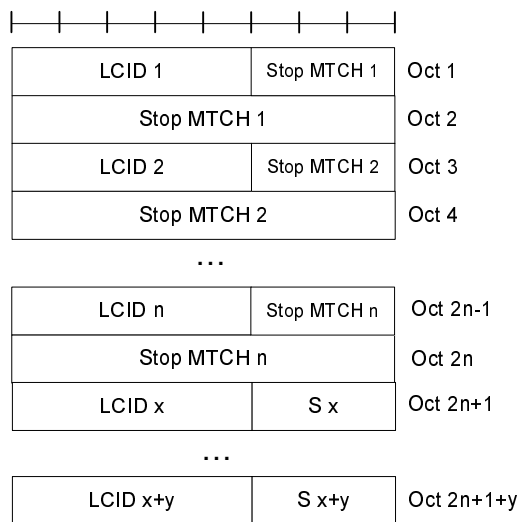 LCID 1 Stop MTCH 1 Oct 1
Stop MTCH 1 Oct 2
LCID 2 Stop MTCH 2 Oct 3
Stop MTCH 2 Oct 4
...
LCID n Stop MTCH n Oct 2n-1
Stop MTCH n Oct 2n
LCID x S x Oct 2n+1
...
LCID x+y S x+y Oct 2n+1+y